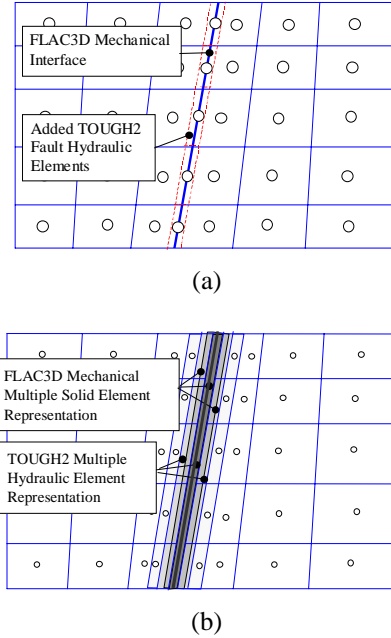 FLAC3D Mechanical
Interface
Added TOUGH2
Fault Hydraulic
Elements
(a)
FLAC3D Mechanical
Multiple Solid Element
Representation
TOUGH2 Multiple
Hydraulic Element
Representation
(b)